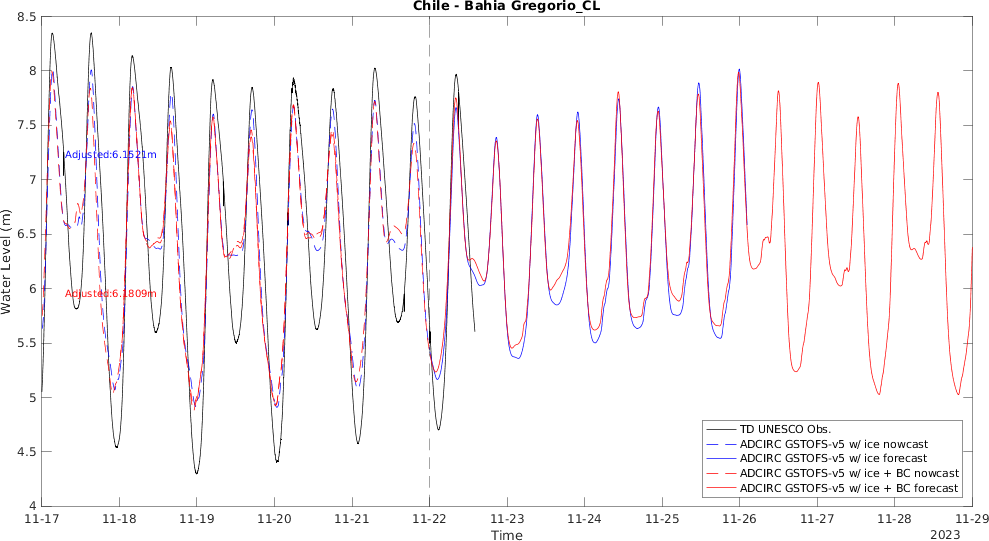 Chile - Bahia Gregorio_CL
8.5
8
7.5
7
6.5
6
5.5
5
4.5
4
Water Level (m)
Adjusted:6.1521m
Adjusted:6.1809m
TD UNESCO Obs.
ADCIRC GSTOFS-v5 w/ ice nowcast
ADCIRC GSTOFS-v5 w/ ice forecast
ADCIRC GSTOFS-v5 w/ ice + BC nowcast
ADCIRC GSTOFS-v5 w/ ice + BC forecast
11-17 11-18 11-19 11-20 11-21 11-22 11-23 11-24 11-25 11-26 11-27 11-28 11-29
Time
2023